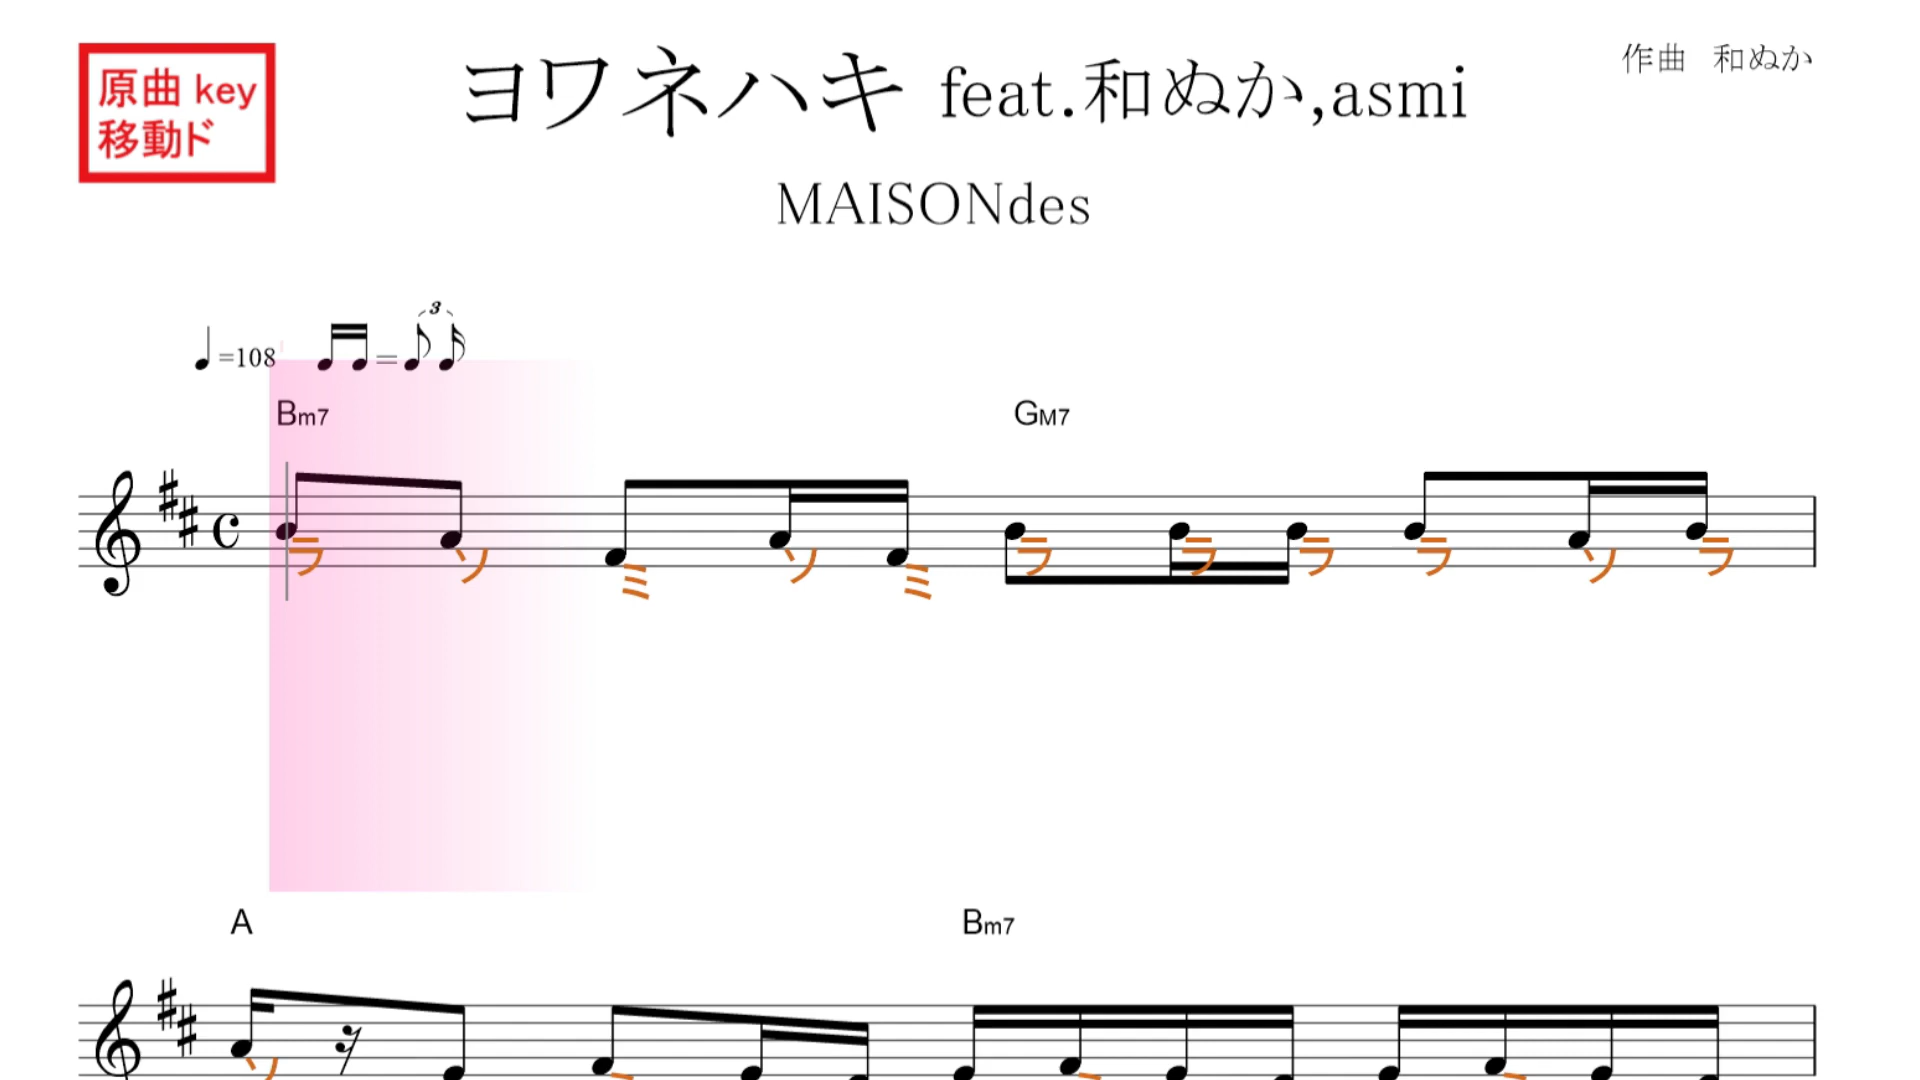 原曲 key
移動ド
ヨワネハキ feat.和ぬか,asmi
作曲 和ぬか
MAISONdes
3
=108 =
Bm7 GM7
ラ ソ ミ ソ ミ ラ ラ ラ ラ ソ ラ
A Bm7
ソ